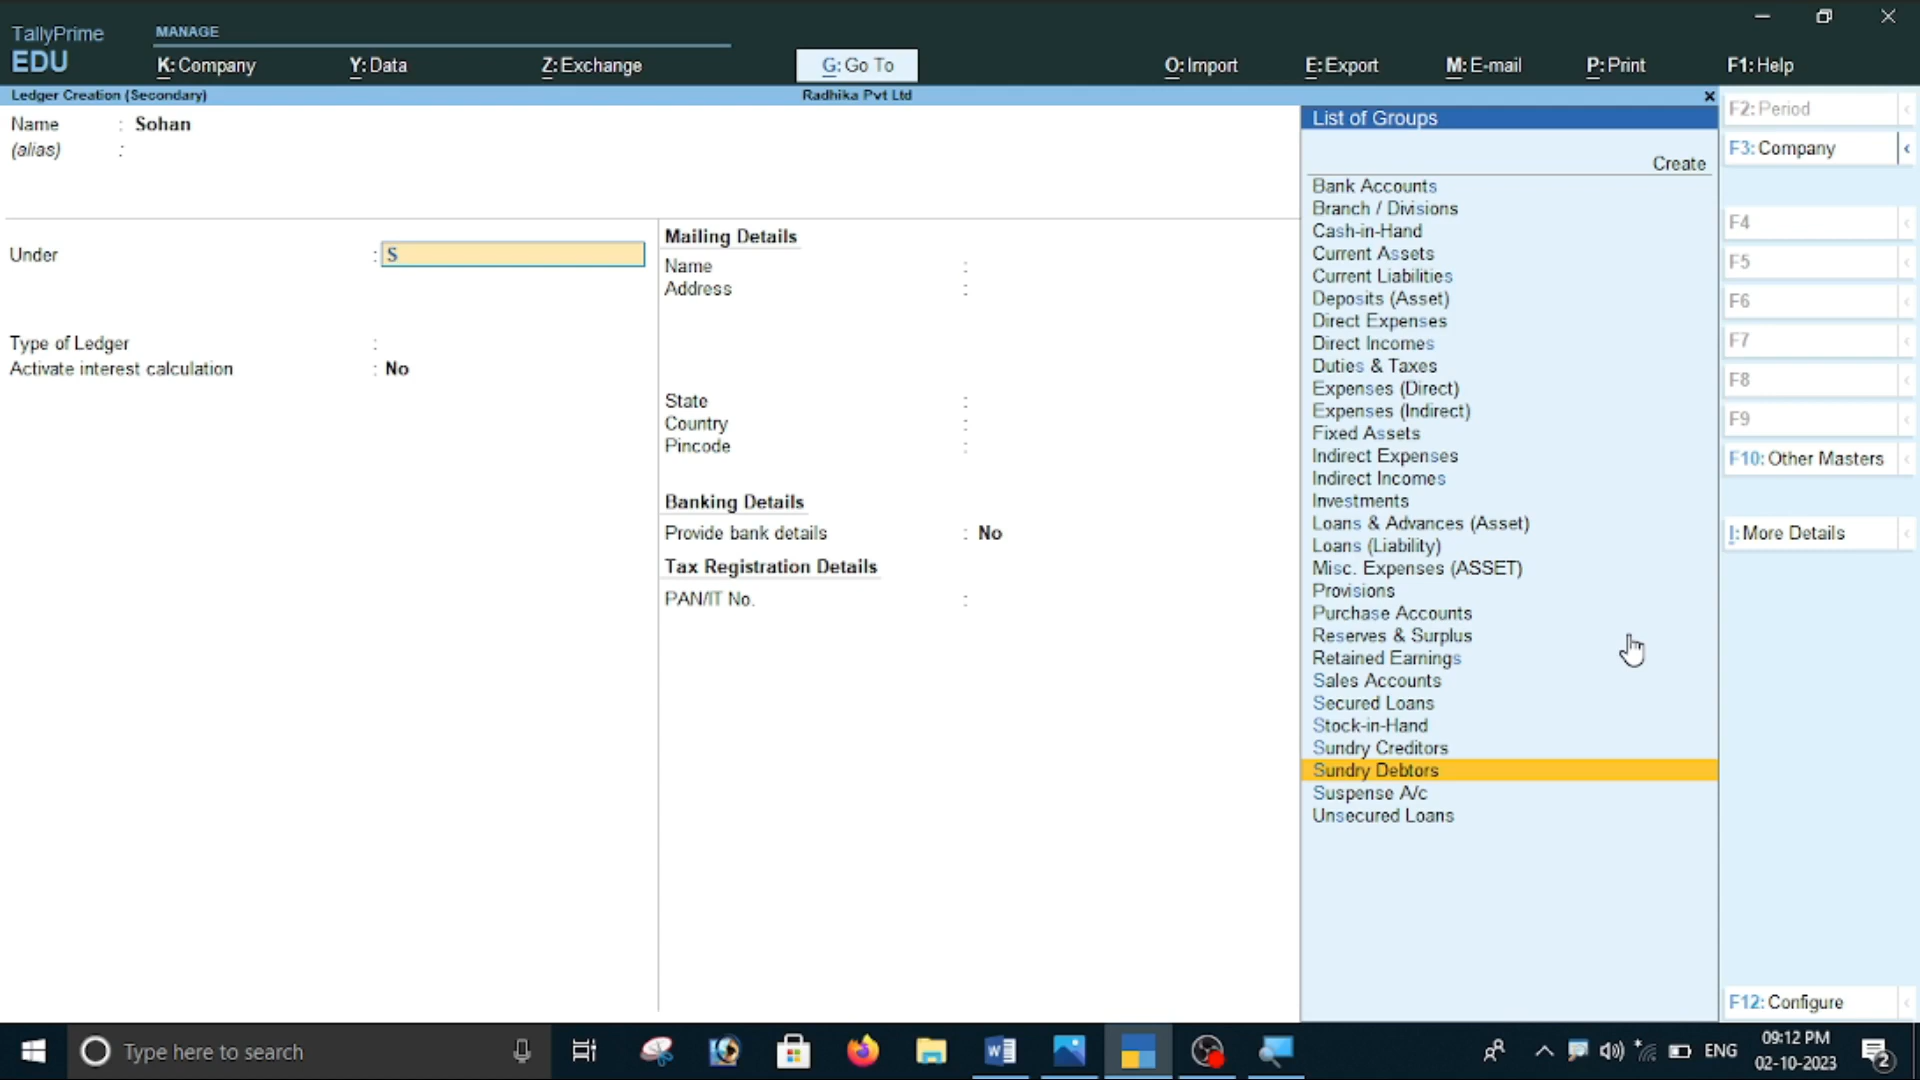 TallyPrime
EDU
MANAGE
K: Company
Y: Data
Z: Exchange
G: Go To
O: Import
E: Export
M: E-mail
P: Print
F1: Help
Ledger Creation (Secondary)
Radhika Pvt Ltd
Name : Sohan
(alias) :
Under : S
Type of Ledger :
Activate interest calculation : No
Mailing Details
Name :
Address :
State :
Country :
Pincode :
Banking Details
Provide bank details : No
Tax Registration Details
PAN/IT No. :
List of Groups
Create
Bank Accounts
Branch / Divisions
Cash-in-Hand
Current Assets
Current Liabilities
Deposits (Asset)
Direct Expenses
Direct Incomes
Duties & Taxes
Expenses (Direct)
Expenses (Indirect)
Fixed Assets
Indirect Expenses
Indirect Incomes
Investments
Loans & Advances (Asset)
Loans (Liability)
Misc. Expenses (ASSET)
Provisions
Purchase Accounts
Reserves & Surplus
Retained Earnings
Sales Accounts
Secured Loans
Stock-in-Hand
Sundry Creditors
Sundry Debtors
Suspense A/c
Unsecured Loans
F2: Period
F3: Company
F4
F5
F6
F7
F8
F9
F10: Other Masters
I: More Details
F12: Configure
Type here to search
ENG
09:12 PM
02-10-2023
2